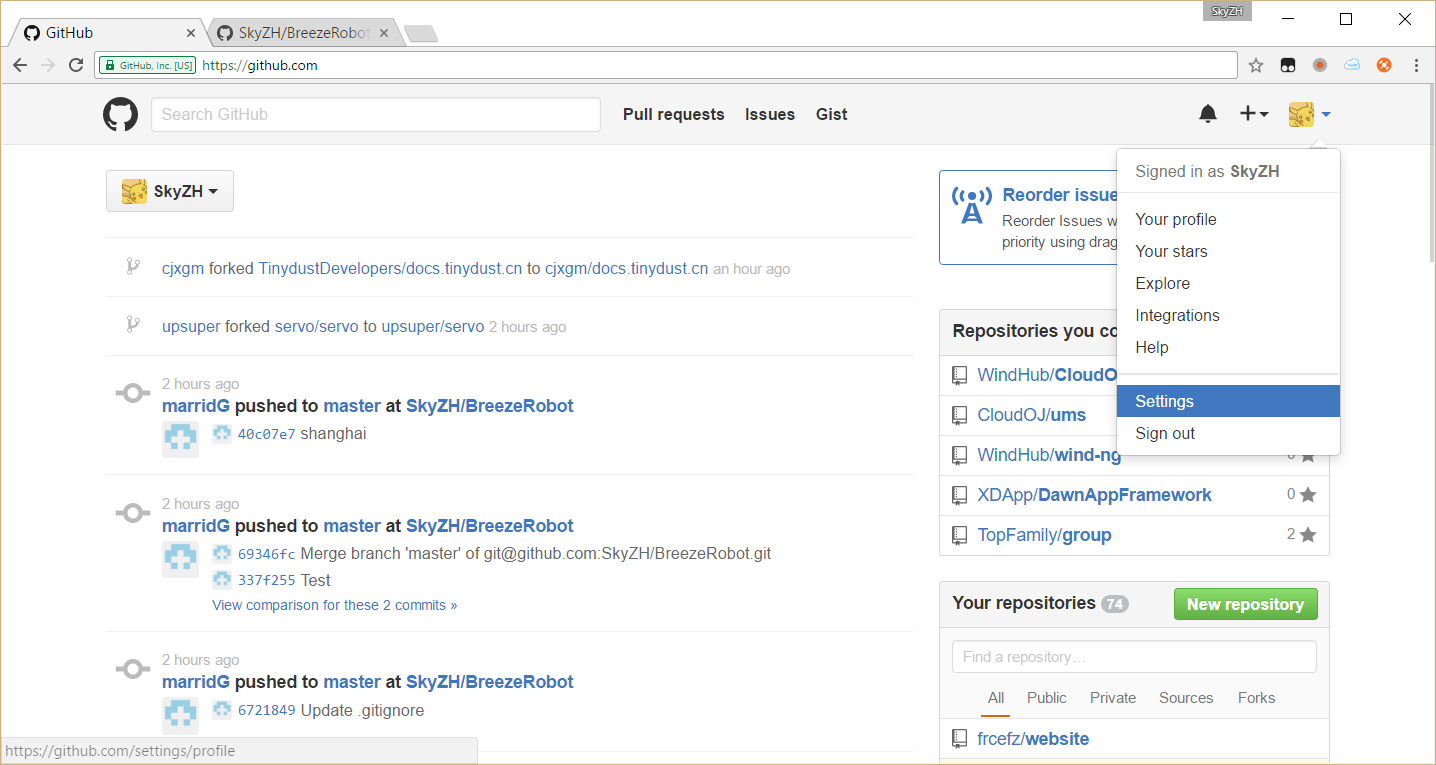 SkyZH
GitHub
SkyZH/BreezeRobot
GitHub, Inc. [US]
https://github.com
Search GitHub
Pull requests
Issues
Gist
Signed in as SkyZH
Your profile
Your stars
Explore
Integrations
Help
Settings
Sign out
SkyZH
cjxgm forked TinydustDevelopers/docs.tinydust.cn to cjxgm/docs.tinydust.cn an hour ago
upsuper forked servo/servo to upsuper/servo 2 hours ago
2 hours ago
marridG pushed to master at SkyZH/BreezeRobot
40c07e7 shanghai
2 hours ago
marridG pushed to master at SkyZH/BreezeRobot
69346fc Merge branch 'master' of git@github.com:SkyZH/BreezeRobot.git
337f255 Test
View comparison for these 2 commits »
2 hours ago
marridG pushed to master at SkyZH/BreezeRobot
6721849 Update .gitignore
Reorder issue
Reorder Issues w
priority using drag
Repositories you co
WindHub/CloudO
CloudOJ/ums
WindHub/wind-ng
0
XDApp/DawnAppFramework
0
TopFamily/group
2
Your repositories 74
New repository
Find a repository…
All
Public
Private
Sources
Forks
frcefz/website
https://github.com/settings/profile